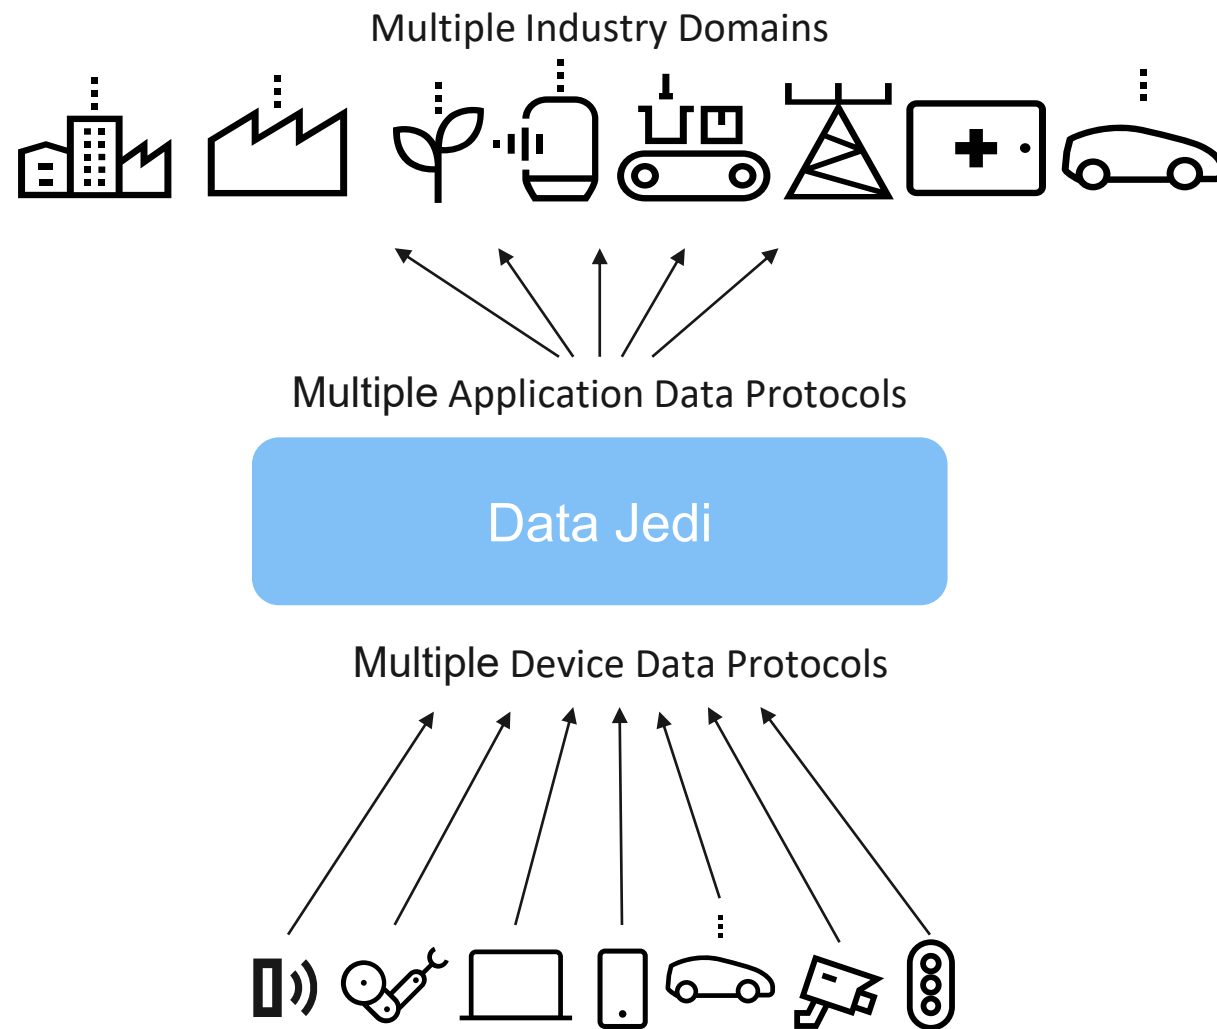 Multiple Industry Domains
Multiple Application Data Protocols
Data Jedi
Multiple Device Data Protocols